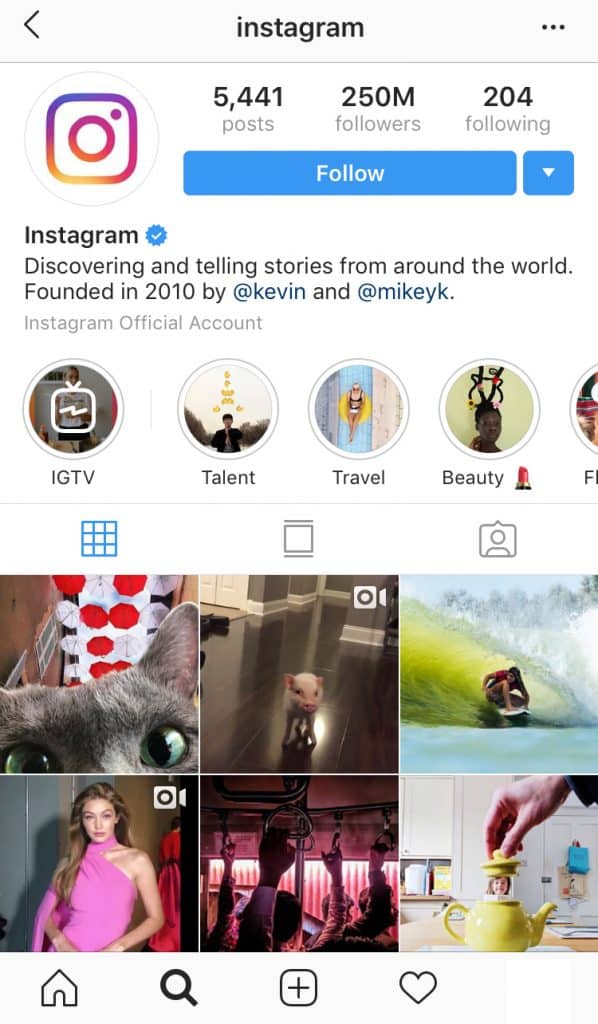 instagram
5,441 250M 204
posts followers following
Follow
Instagram
Discovering and telling stories from around the world.
Founded in 2010 by @kevin and @mikeyk.
Instagram Official Account
IGTV Talent Travel Beauty 💄 Fl